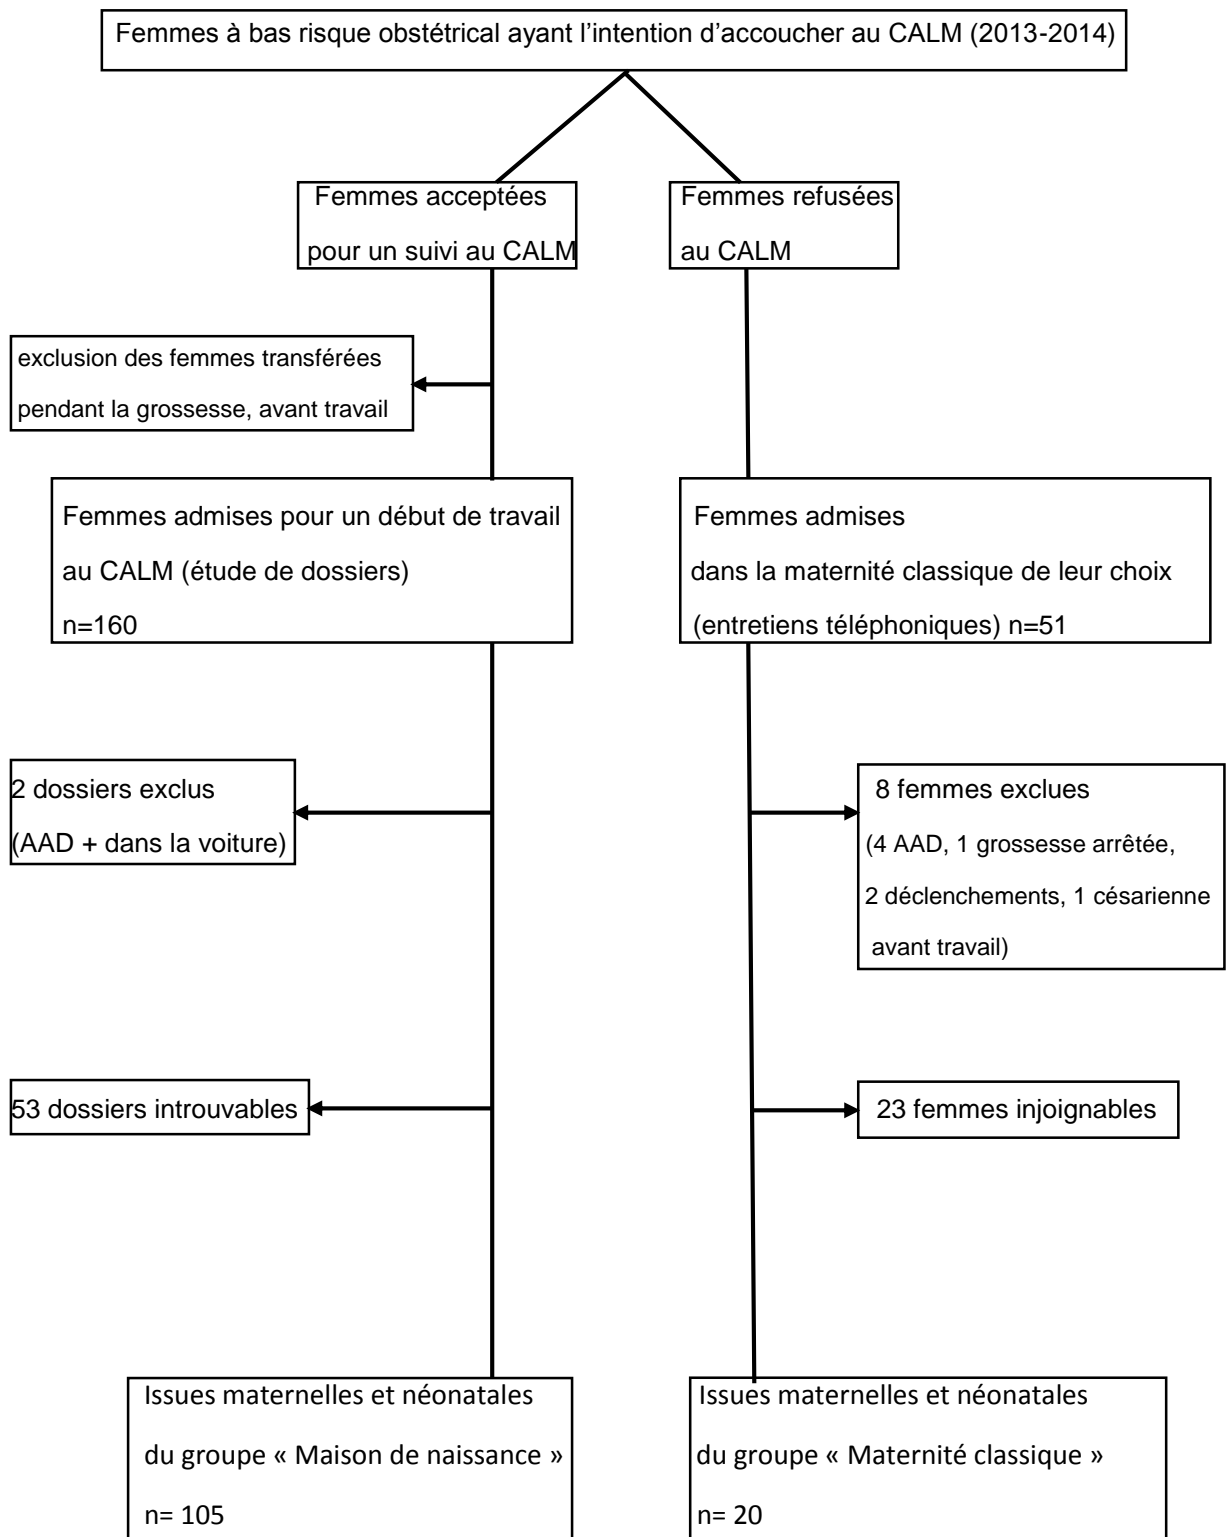 Femmes à bas risque obstétrical ayant l’intention d’accoucher au CALM (2013-2014)
Femmes acceptées
pour un suivi au CALM
Femmes refusées
au CALM
exclusion des femmes transférées
pendant la grossesse, avant travail
Femmes admises pour un début de travail
au CALM (étude de dossiers)
n=160
Femmes admises
dans la maternité classique de leur choix
(entretiens téléphoniques) n=51
2 dossiers exclus
(AAD + dans la voiture)
8 femmes exclues
(4 AAD, 1 grossesse arrêtée,
2 déclenchements, 1 césarienne
avant travail)
53 dossiers introuvables
23 femmes injoignables
Issues maternelles et néonatales
du groupe « Maison de naissance »
n= 105
Issues maternelles et néonatales
du groupe « Maternité classique »
n= 20